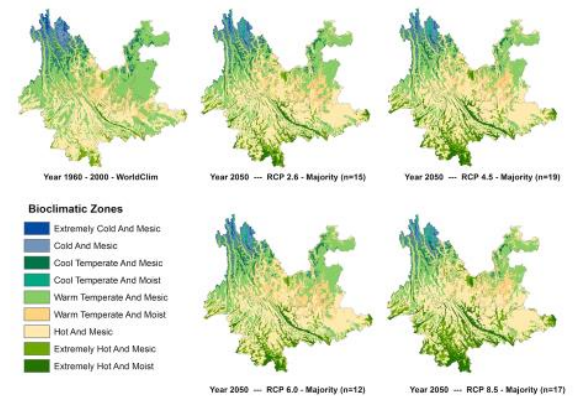 Year 1960 - 2000 - WorldClim
Year 2050 --- RCP 2.6 - Majority (n=15)
Year 2050 --- RCP 4.5 - Majority (n=19)
Bioclimatic Zones
Extremely Cold And Mesic
Cold And Mesic
Cool Temperate And Mesic
Cool Temperate And Moist
Warm Temperate And Mesic
Warm Temperate And Moist
Hot And Mesic
Extremely Hot And Mesic
Extremely Hot And Moist
Year 2050 --- RCP 6.0 - Majority (n=12)
Year 2050 --- RCP 8.5 - Majority (n=17)